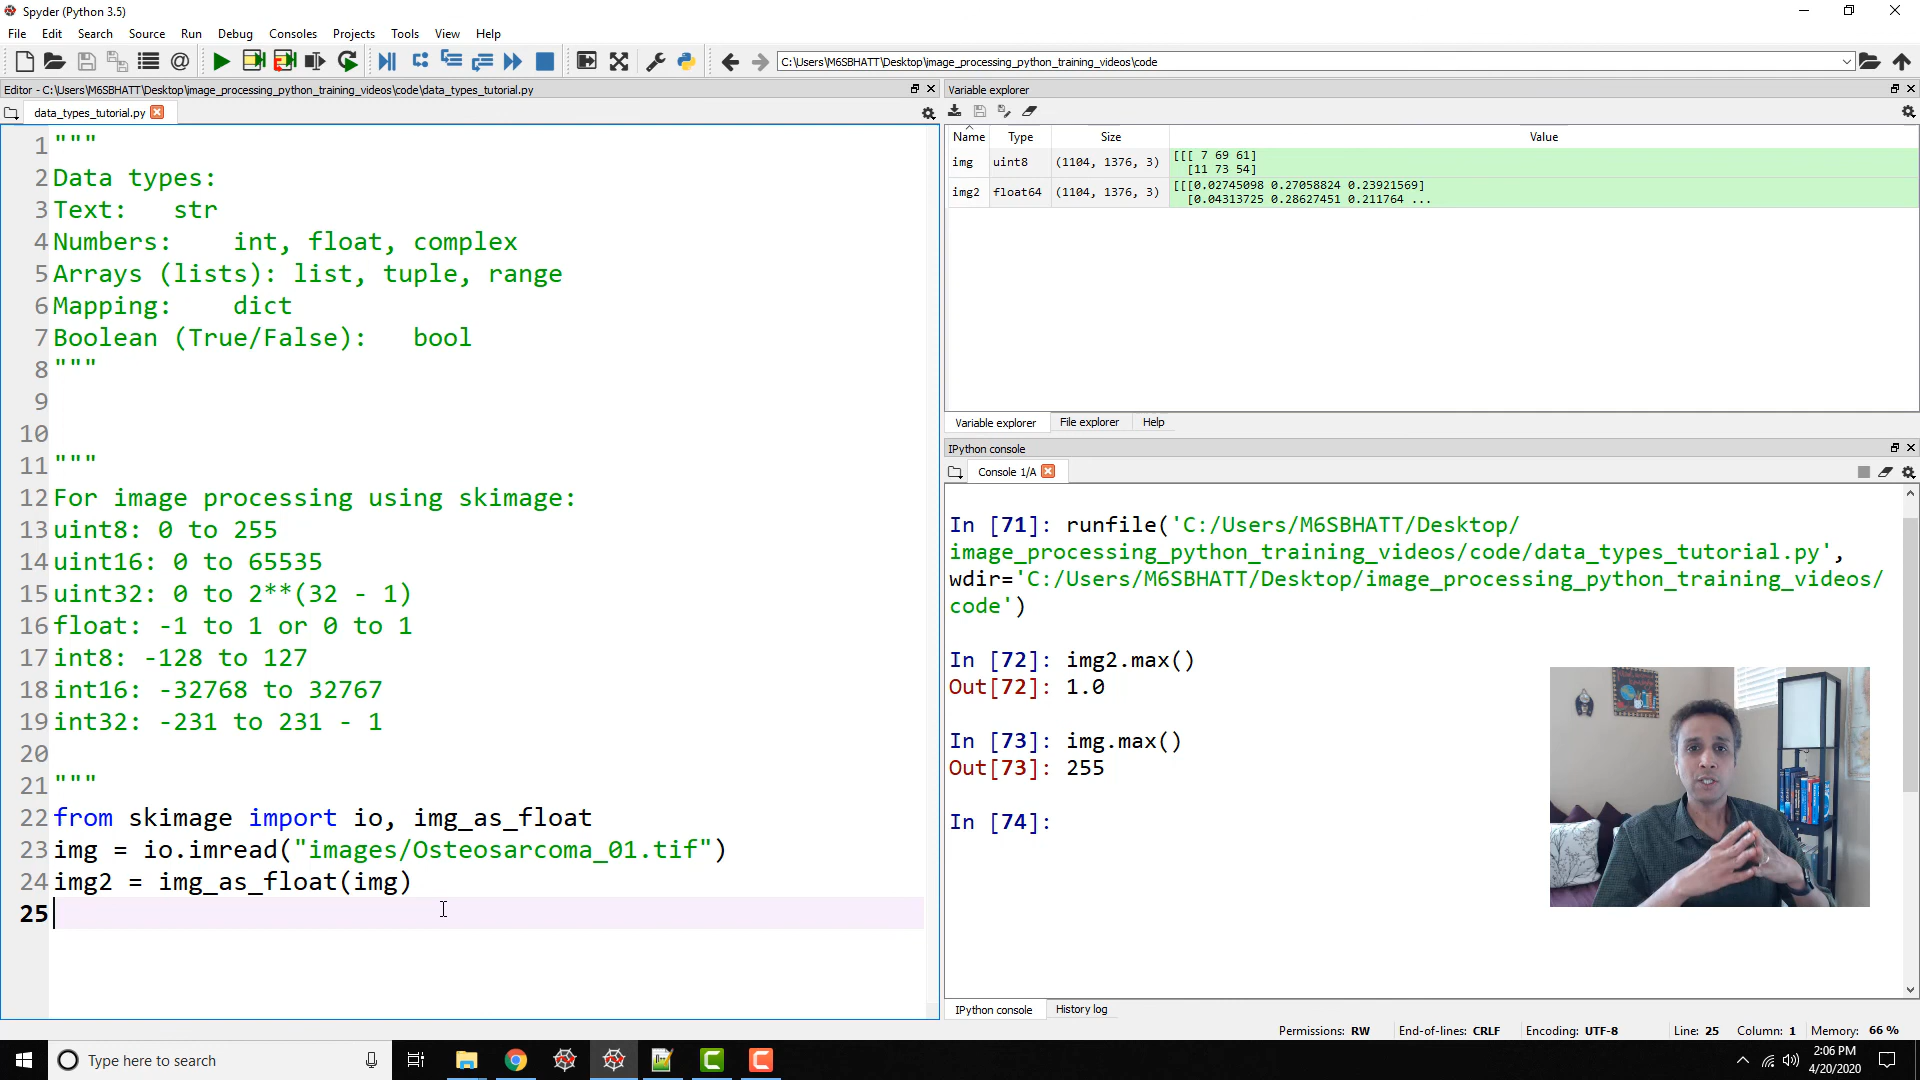 Spyder (Python 3.5)
File Edit Search Source Run Debug Consoles Projects Tools View Help
C:\Users\M6SBHATT\Desktop\image_processing_python_training_videos\code
Editor - C:\Users\M6SBHATT\Desktop\image_processing_python_training_videos\code\data_types_tutorial.py
data_types_tutorial.py
1 """
2 Data types:
3 Text:   str
4 Numbers:    int, float, complex
5 Arrays (lists): list, tuple, range
6 Mapping:    dict
7 Boolean (True/False):   bool
8 """
9
10
11 """
12 For image processing using skimage:
13 uint8: 0 to 255
14 uint16: 0 to 65535
15 uint32: 0 to 2**(32 - 1)
16 float: -1 to 1 or 0 to 1
17 int8: -128 to 127
18 int16: -32768 to 32767
19 int32: -231 to 231 - 1
20
21 """
22 from skimage import io, img_as_float
23 img = io.imread("images/Osteosarcoma_01.tif")
24 img2 = img_as_float(img)
25
Variable explorer
Name Type Size Value
img uint8 (1104, 1376, 3) [[[ 7 69 61]
[11 73 54]
img2 float64 (1104, 1376, 3) [[[0.02745098 0.27058824 0.23921569]
[0.04313725 0.28627451 0.211764 ...
Variable explorer File explorer Help
IPython console
Console 1/A
In [71]: runfile('C:/Users/M6SBHATT/Desktop/
image_processing_python_training_videos/code/data_types_tutorial.py',
wdir='C:/Users/M6SBHATT/Desktop/image_processing_python_training_videos/
code')
In [72]: img2.max()
Out[72]: 1.0
In [73]: img.max()
Out[73]: 255
In [74]:
IPython console History log
Permissions: RW End-of-lines: CRLF Encoding: UTF-8 Line: 25 Column: 1 Memory: 66 %
Type here to search
2:06 PM
4/20/2020